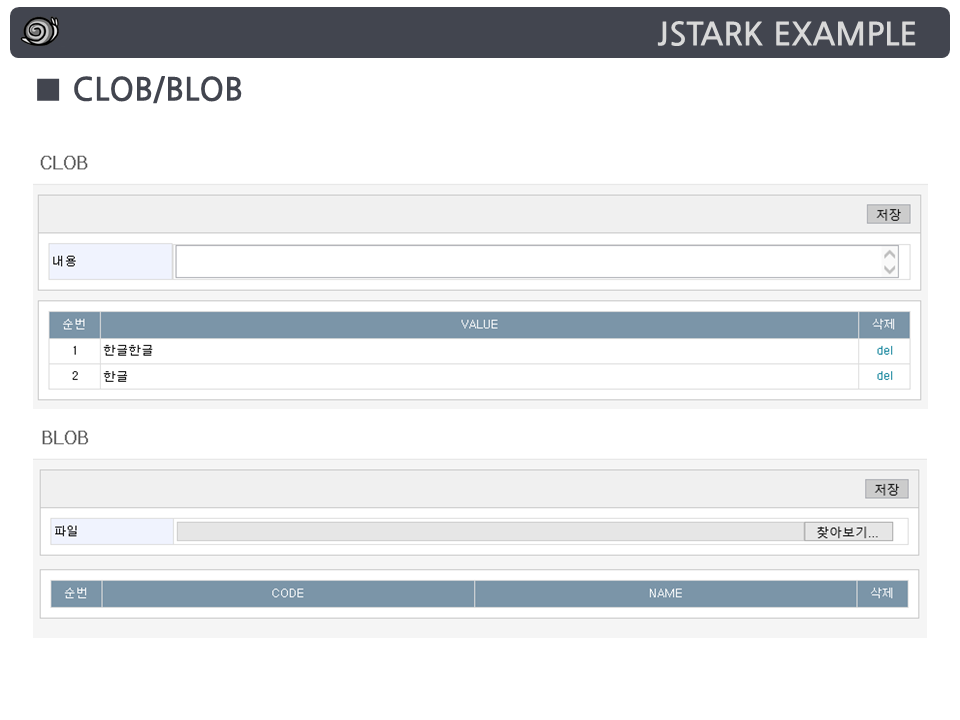 JSTARK EXAMPLE
■ CLOB/BLOB
CLOB
저장
내용
순번 VALUE 삭제
1 한글한글 del
2 한글 del
BLOB
저장
파일 찾아보기...
순번 CODE NAME 삭제